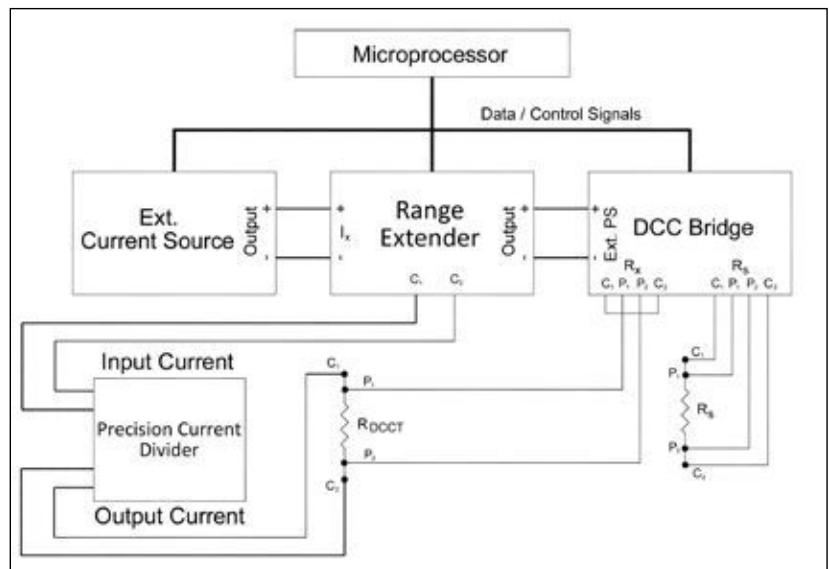 Microprocessor
Data / Control Signals
Ext.
Current Source
Output
+
-
+
-
Iₓ
Range
Extender
Output
+
-
C₁ C₂
+
-
Ext. PS
DCC Bridge
Rₓ
C₁ P₁ P₂ C₂
Rₛ
C₁ P₁ P₂ C₂
Input Current
Precision Current
Divider
Output Current
C₁
P₁
R_DCCT
P₂
C₂
C₁
P₁
Rₛ
P₂
C₂